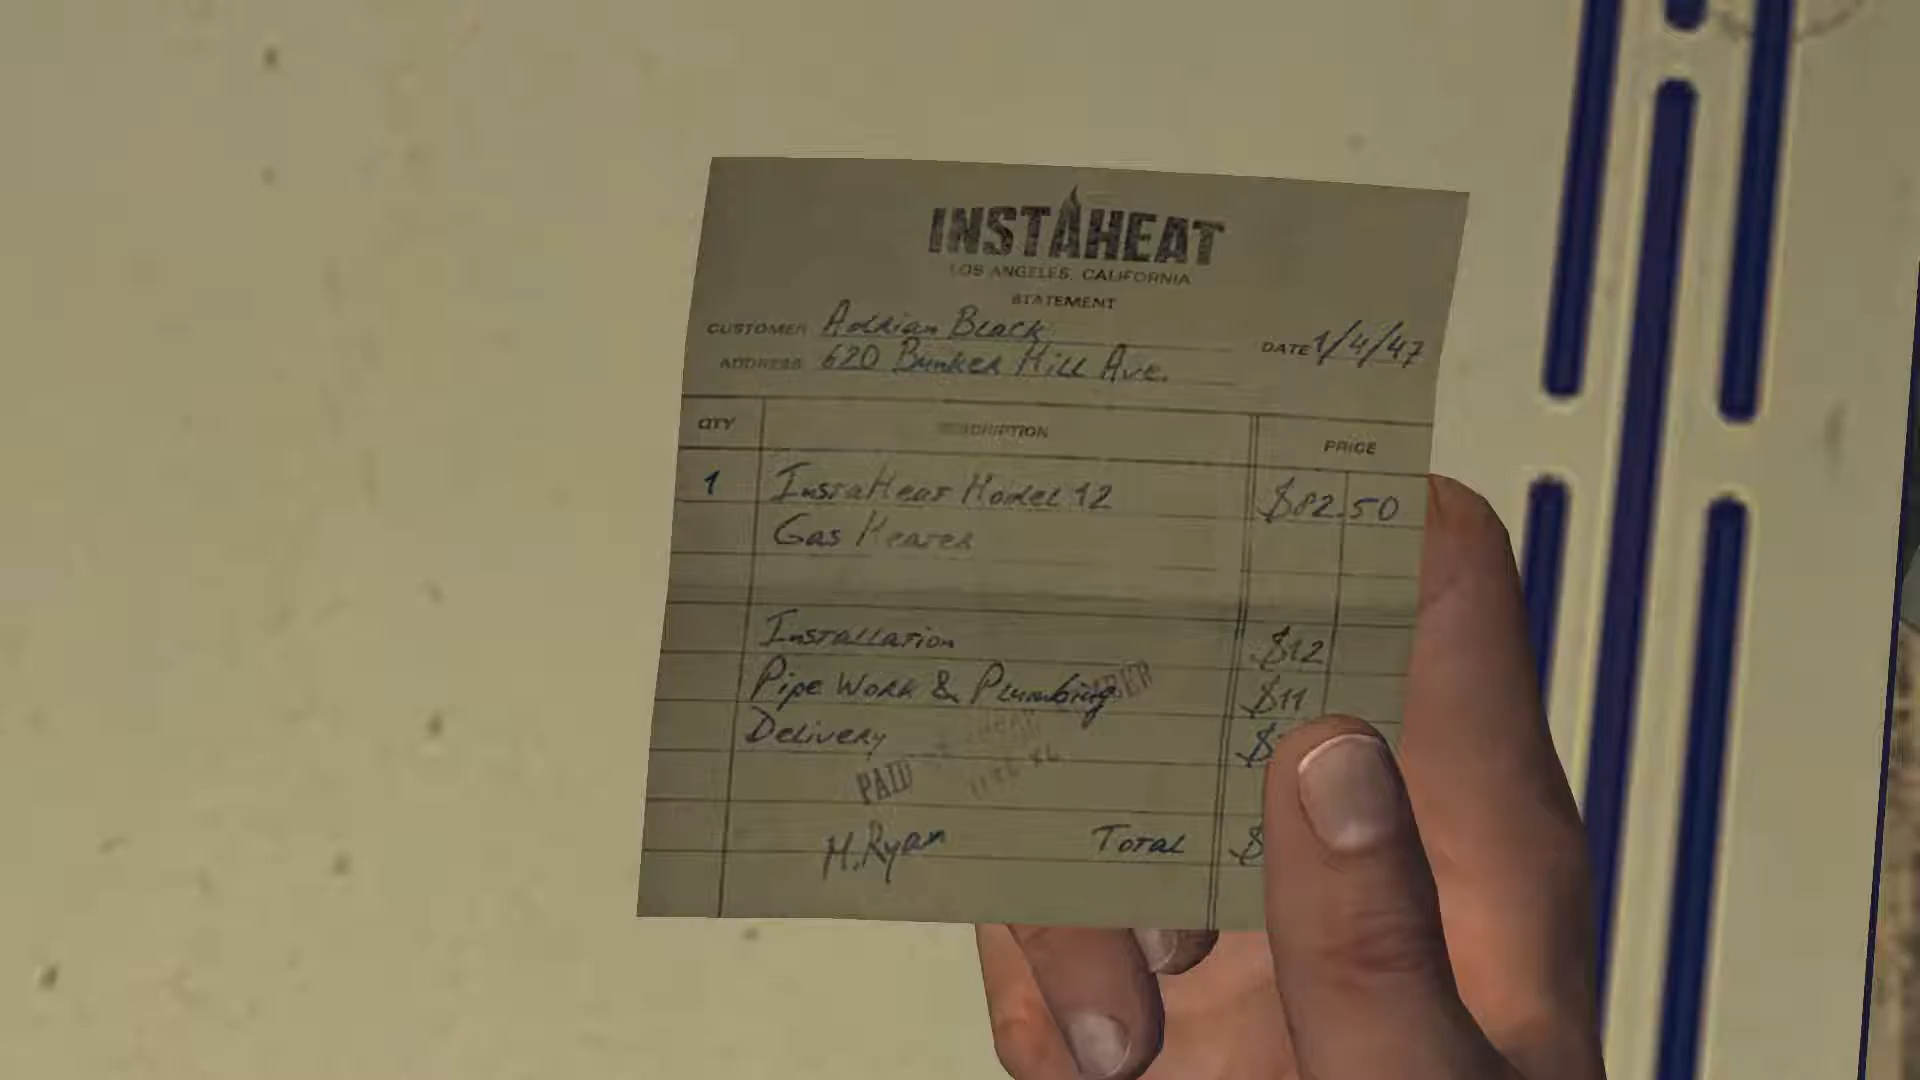 INSTAHEAT
LOS ANGELES, CALIFORNIA
STATEMENT
CUSTOMER Adrian Black
DATE 1/4/47
ADDRESS 620 Bunker Hill Ave.
QTY DESCRIPTION PRICE
1 InstaHeat Model 12 $82.50
Gas Heater
Installation $12
Pipe Work & Plumbing $11
Delivery $
PAID
H.Ryan Total $